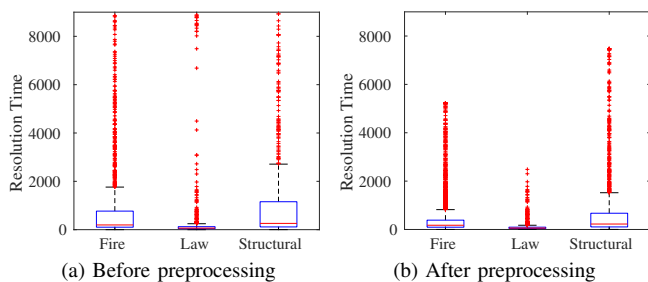 8000
6000
4000
2000
0
Resolution Time
Fire Law Structural
(a) Before preprocessing
8000
6000
4000
2000
0
Resolution Time
Fire Law Structural
(b) After preprocessing